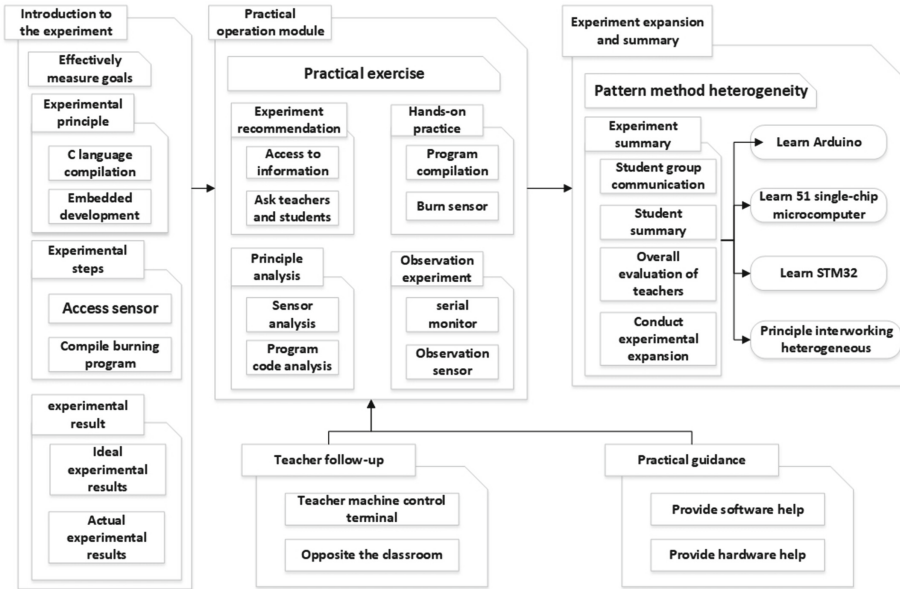 Introduction to
the experiment
Effectively
measure goals
Experimental
principle
C language
compilation
Embedded
development
Experimental
steps
Access sensor
Compile burning
program
experimental
result
Ideal
experimental
results
Actual
experimental
results
Practical
operation module
Practical exercise
Experiment
recommendation
Access to
information
Ask teachers
and students
Hands-on
practice
Program
compilation
Burn sensor
Principle
analysis
Sensor
analysis
Program
code analysis
Observation
experiment
serial
monitor
Observation
sensor
Experiment expansion
and summary
Pattern method heterogeneity
Experiment
summary
Student group
communication
Student
summary
Overall
evaluation of
teachers
Conduct
experimental
expansion
Learn Arduino
Learn 51 single-chip
microcomputer
Learn STM32
Principle interworking
heterogeneous
Teacher follow-up
Teacher machine control
terminal
Opposite the classroom
Practical guidance
Provide software help
Provide hardware help